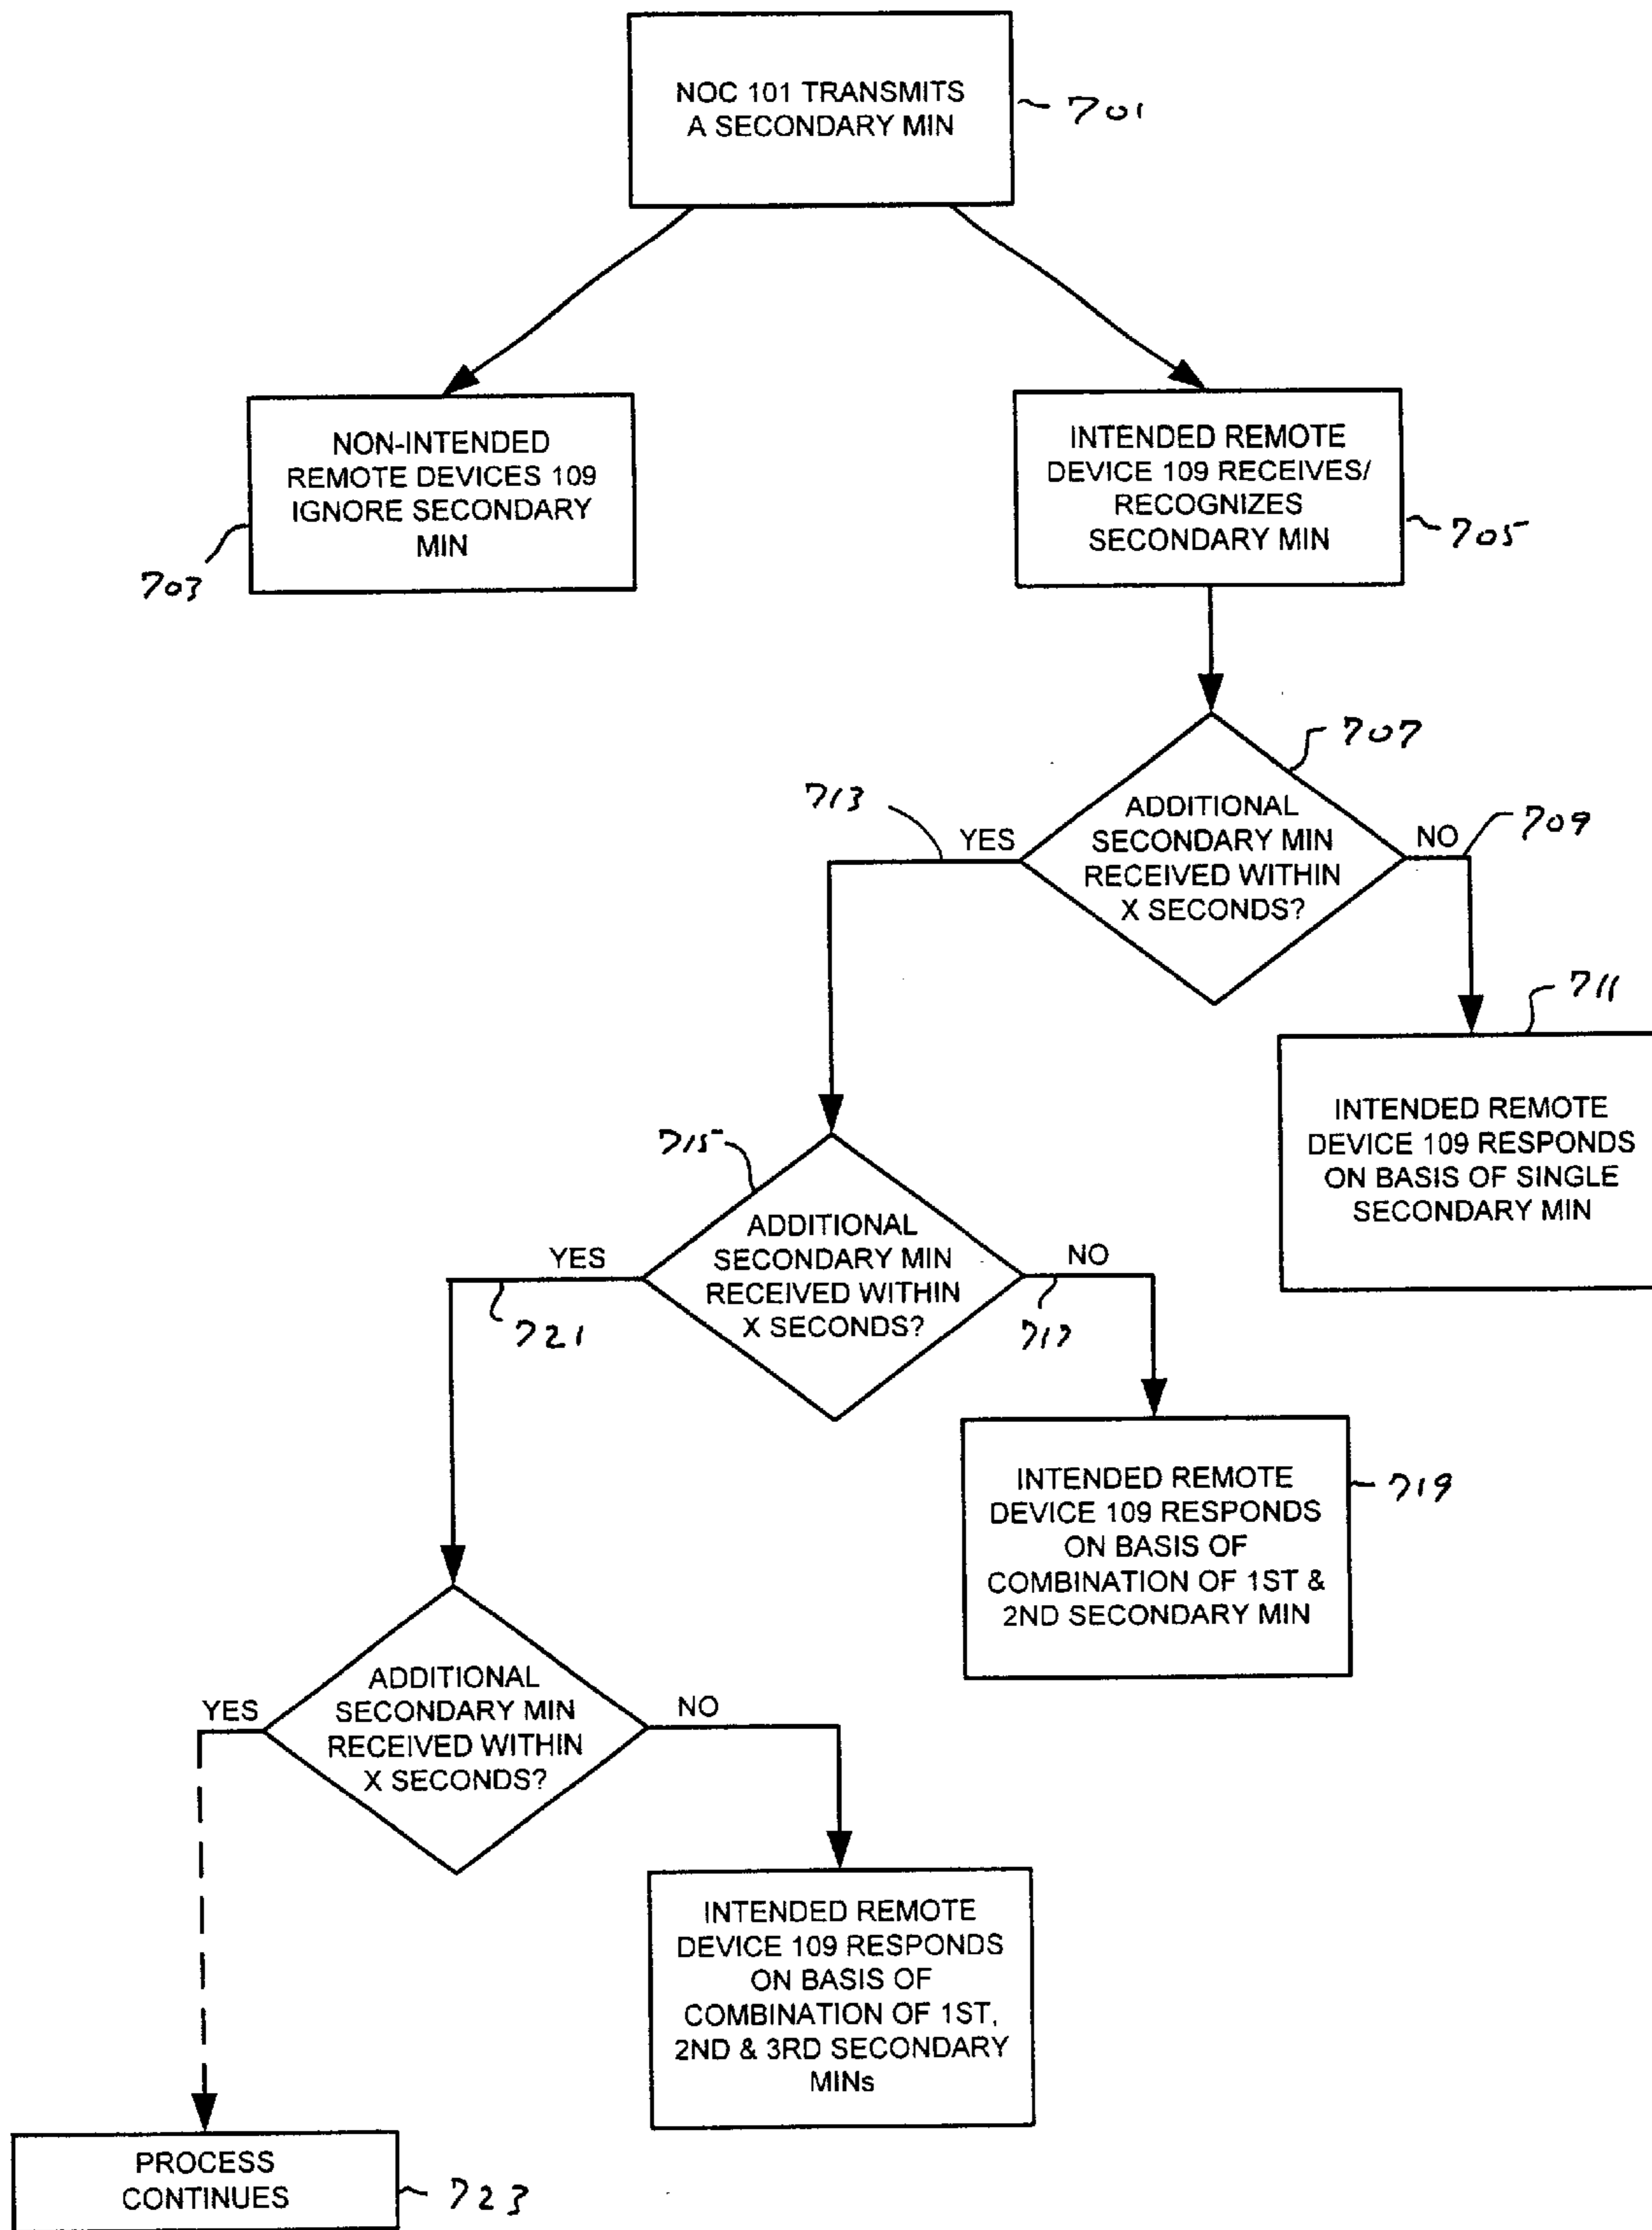 NOC 101 TRANSMITS
A SECONDARY MIN
701
NON-INTENDED
REMOTE DEVICES 109
IGNORE SECONDARY
MIN
703
INTENDED REMOTE
DEVICE 109 RECEIVES/
RECOGNIZES
SECONDARY MIN
705
707
ADDITIONAL
SECONDARY MIN
RECEIVED WITHIN
X SECONDS?
713
YES
NO
709
711
INTENDED REMOTE
DEVICE 109 RESPONDS
ON BASIS OF SINGLE
SECONDARY MIN
715
ADDITIONAL
SECONDARY MIN
RECEIVED WITHIN
X SECONDS?
YES
721
NO
717
INTENDED REMOTE
DEVICE 109 RESPONDS
ON BASIS OF
COMBINATION OF 1ST &
2ND SECONDARY MIN
719
ADDITIONAL
SECONDARY MIN
RECEIVED WITHIN
X SECONDS?
YES
NO
INTENDED REMOTE
DEVICE 109 RESPONDS
ON BASIS OF
COMBINATION OF 1ST,
2ND & 3RD SECONDARY
MINs
PROCESS
CONTINUES
723